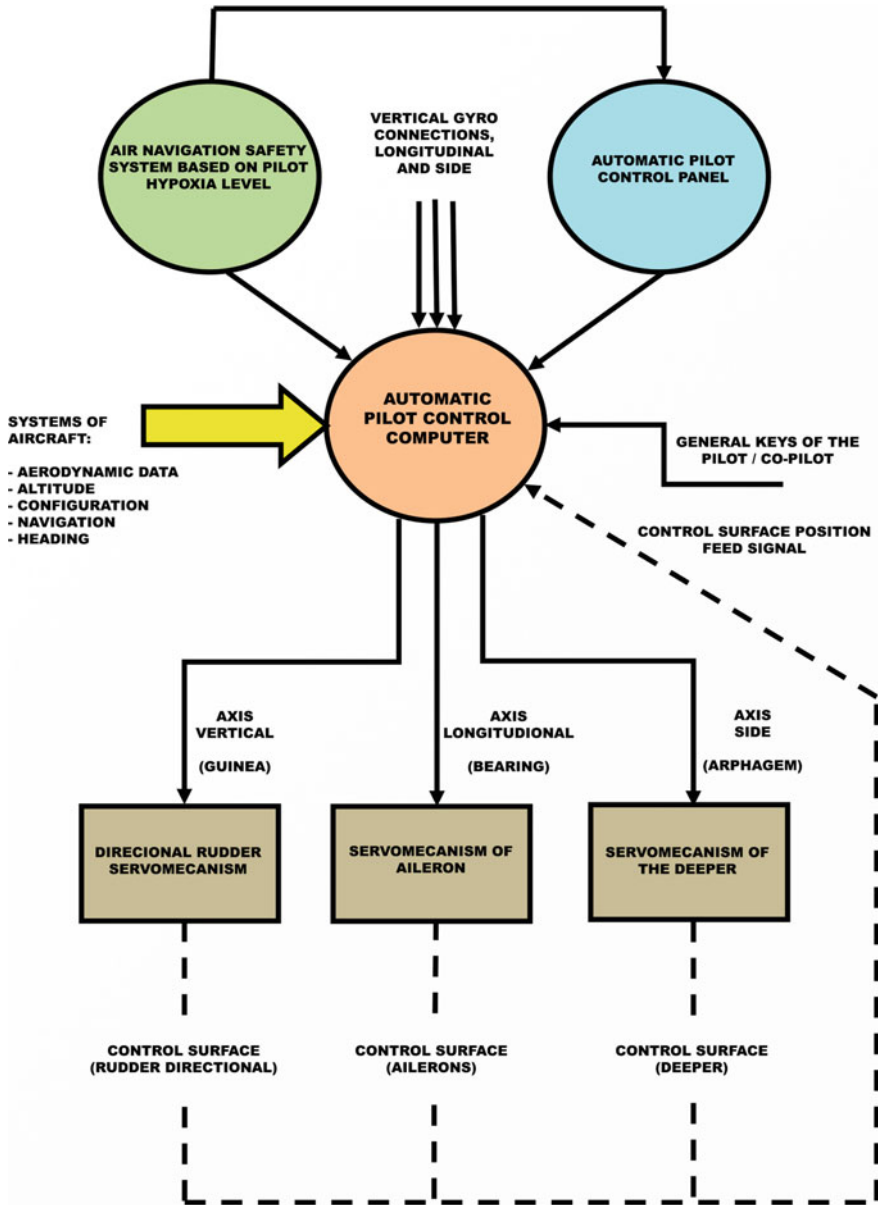 AIR NAVIGATION SAFETY
SYSTEM BASED ON PILOT
HYPOXIA LEVEL
VERTICAL GYRO
CONNECTIONS,
LONGITUDINAL
AND SIDE
AUTOMATIC PILOT
CONTROL PANEL
AUTOMATIC
PILOT CONTROL
COMPUTER
SYSTEMS OF
AIRCRAFT:
- AERODYNAMIC DATA
- ALTITUDE
- CONFIGURATION
- NAVIGATION
- HEADING
GENERAL KEYS OF THE
PILOT / CO-PILOT
CONTROL SURFACE POSITION
FEED SIGNAL
AXIS
VERTICAL
(GUINEA)
AXIS
LONGITUDIONAL
(BEARING)
AXIS
SIDE
(ARPHAGEM)
DIRECIONAL RUDDER
SERVOMECANISM
SERVOMECANISM OF
AILERON
SERVOMECANISM OF
THE DEEPER
CONTROL SURFACE
(RUDDER DIRECTIONAL)
CONTROL SURFACE
(AILERONS)
CONTROL SURFACE
(DEEPER)